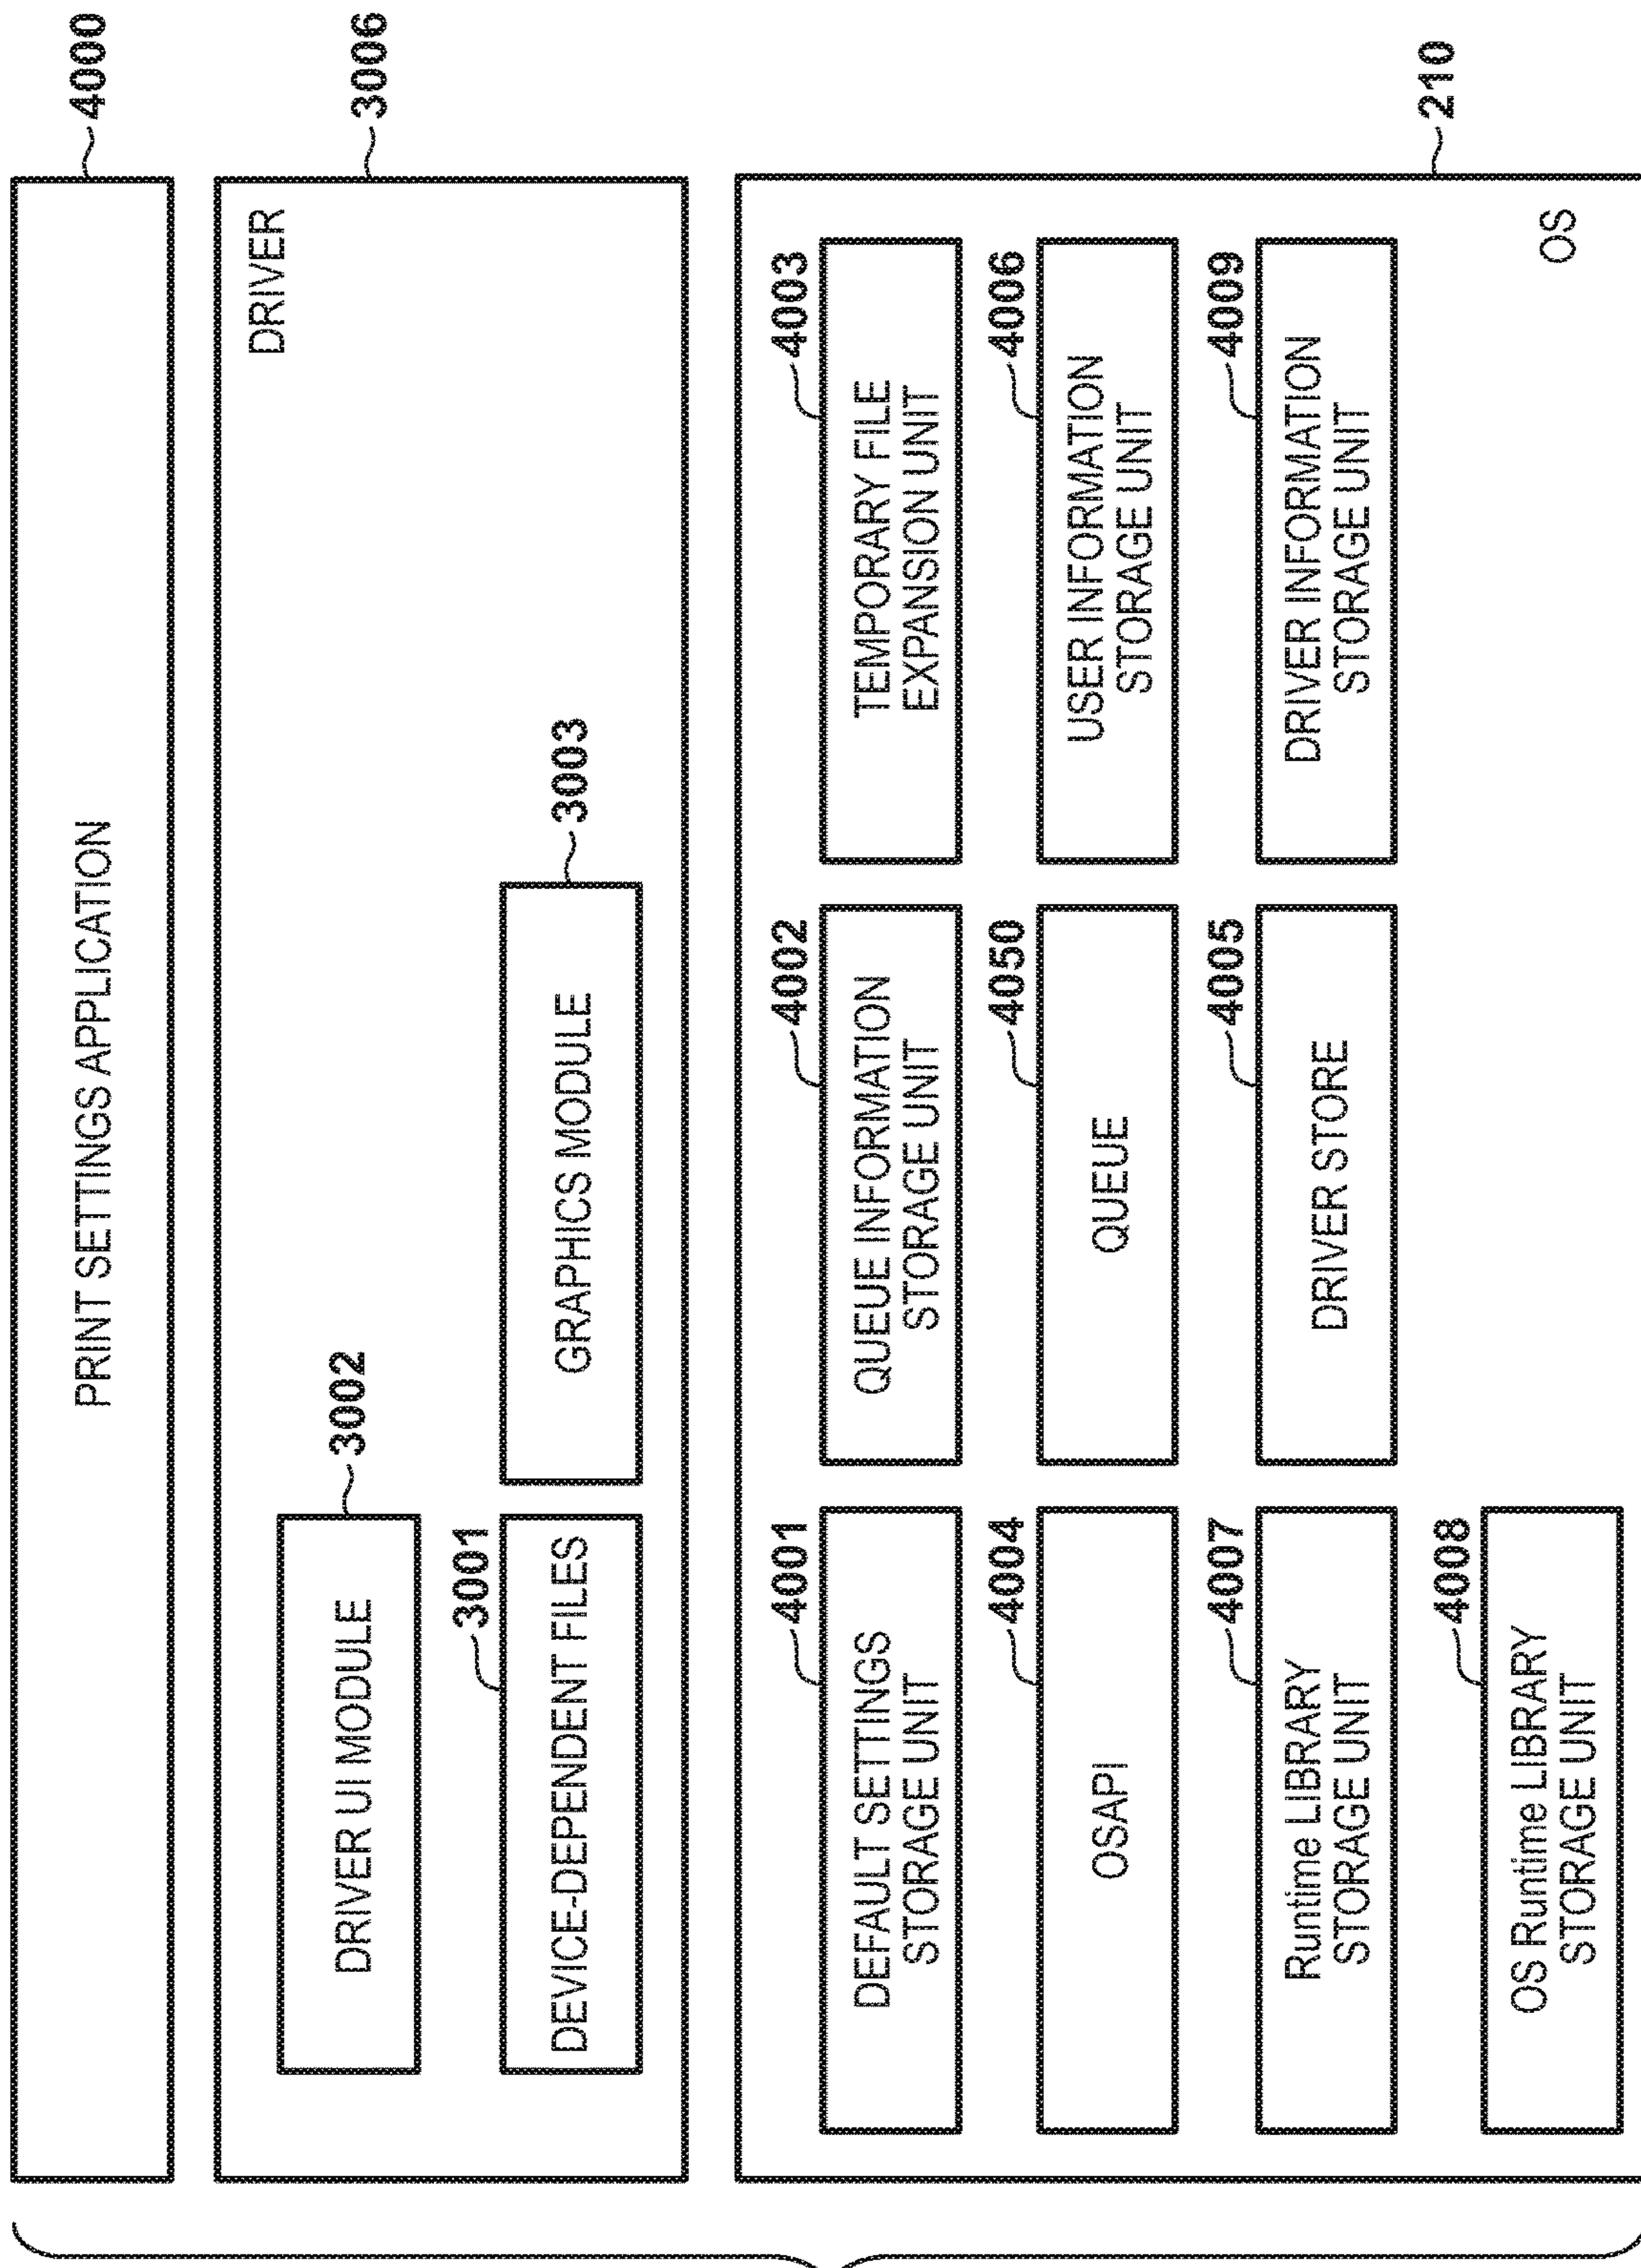 4000
PRINT SETTINGS APPLICATION
3006
DRIVER
3002
DRIVER UI MODULE
3001
DEVICE-DEPENDENT FILES
3003
GRAPHICS MODULE
210
4001
DEFAULT SETTINGS
STORAGE UNIT
4002
QUEUE INFORMATION
STORAGE UNIT
4003
TEMPORARY FILE
EXPANSION UNIT
4004
OSAPI
4050
QUEUE
4006
USER INFORMATION
STORAGE UNIT
4007
Runtime LIBRARY
STORAGE UNIT
4005
DRIVER STORE
4009
DRIVER INFORMATION
STORAGE UNIT
4008
OS Runtime LIBRARY
STORAGE UNIT
OS